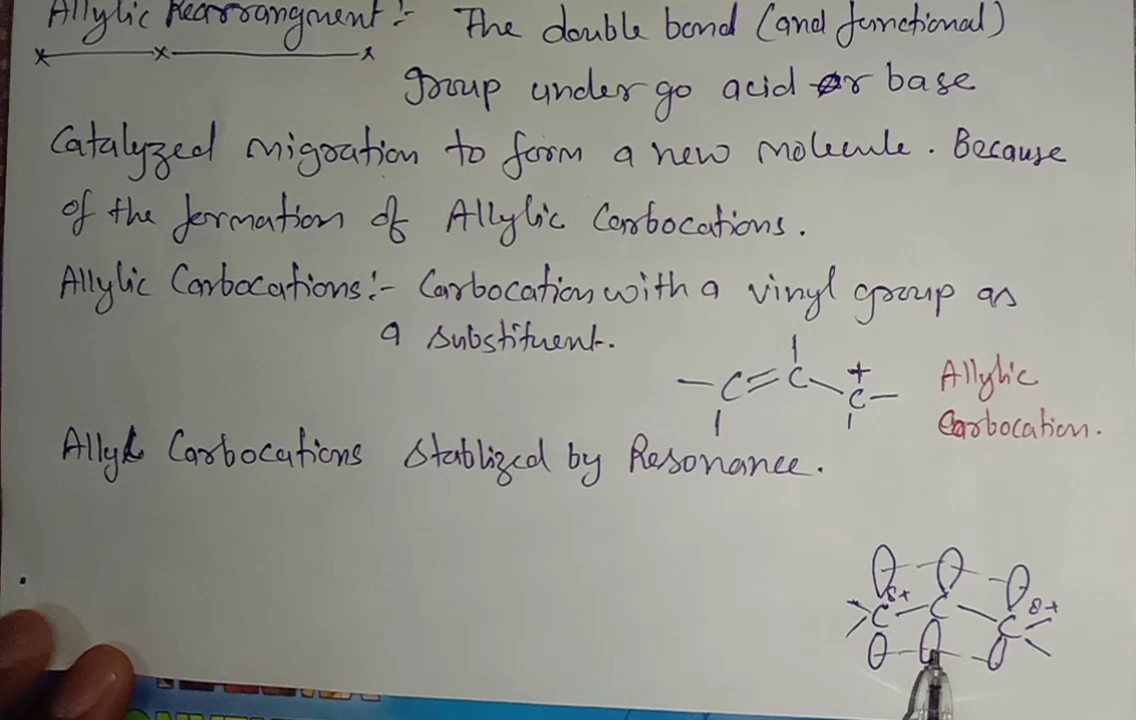 Allylic Rearrangment :- The double bond (and functional)
group under go acid or base
Catalyzed migration to form a new molecule. Because
of the formation of Allylic Carbocations.
Allylic Carbocations :- Carbocation with a vinyl group as
a substituent.
— C = C — C + —
Allylic
Carbocation.
Allyl Carbocations Stablized by Resonance.
C δ+ — C — C δ+